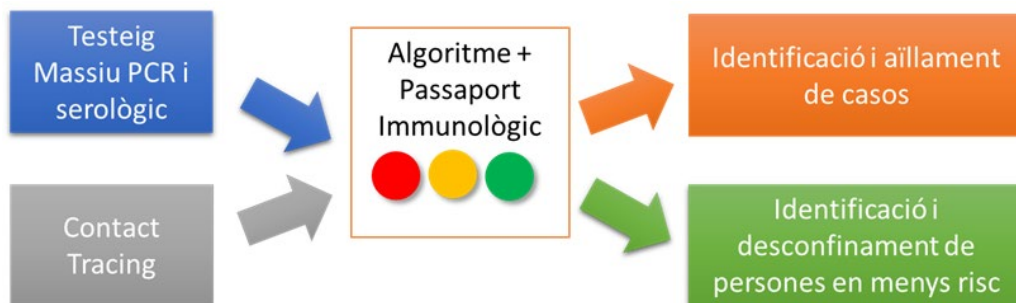 Testeig
Massiu PCR i
serològic
Contact
Tracing
Algoritme +
Passaport
Immunològic
Identificació i aïllament
de casos
Identificació i
desconfinament de
persones en menys risc